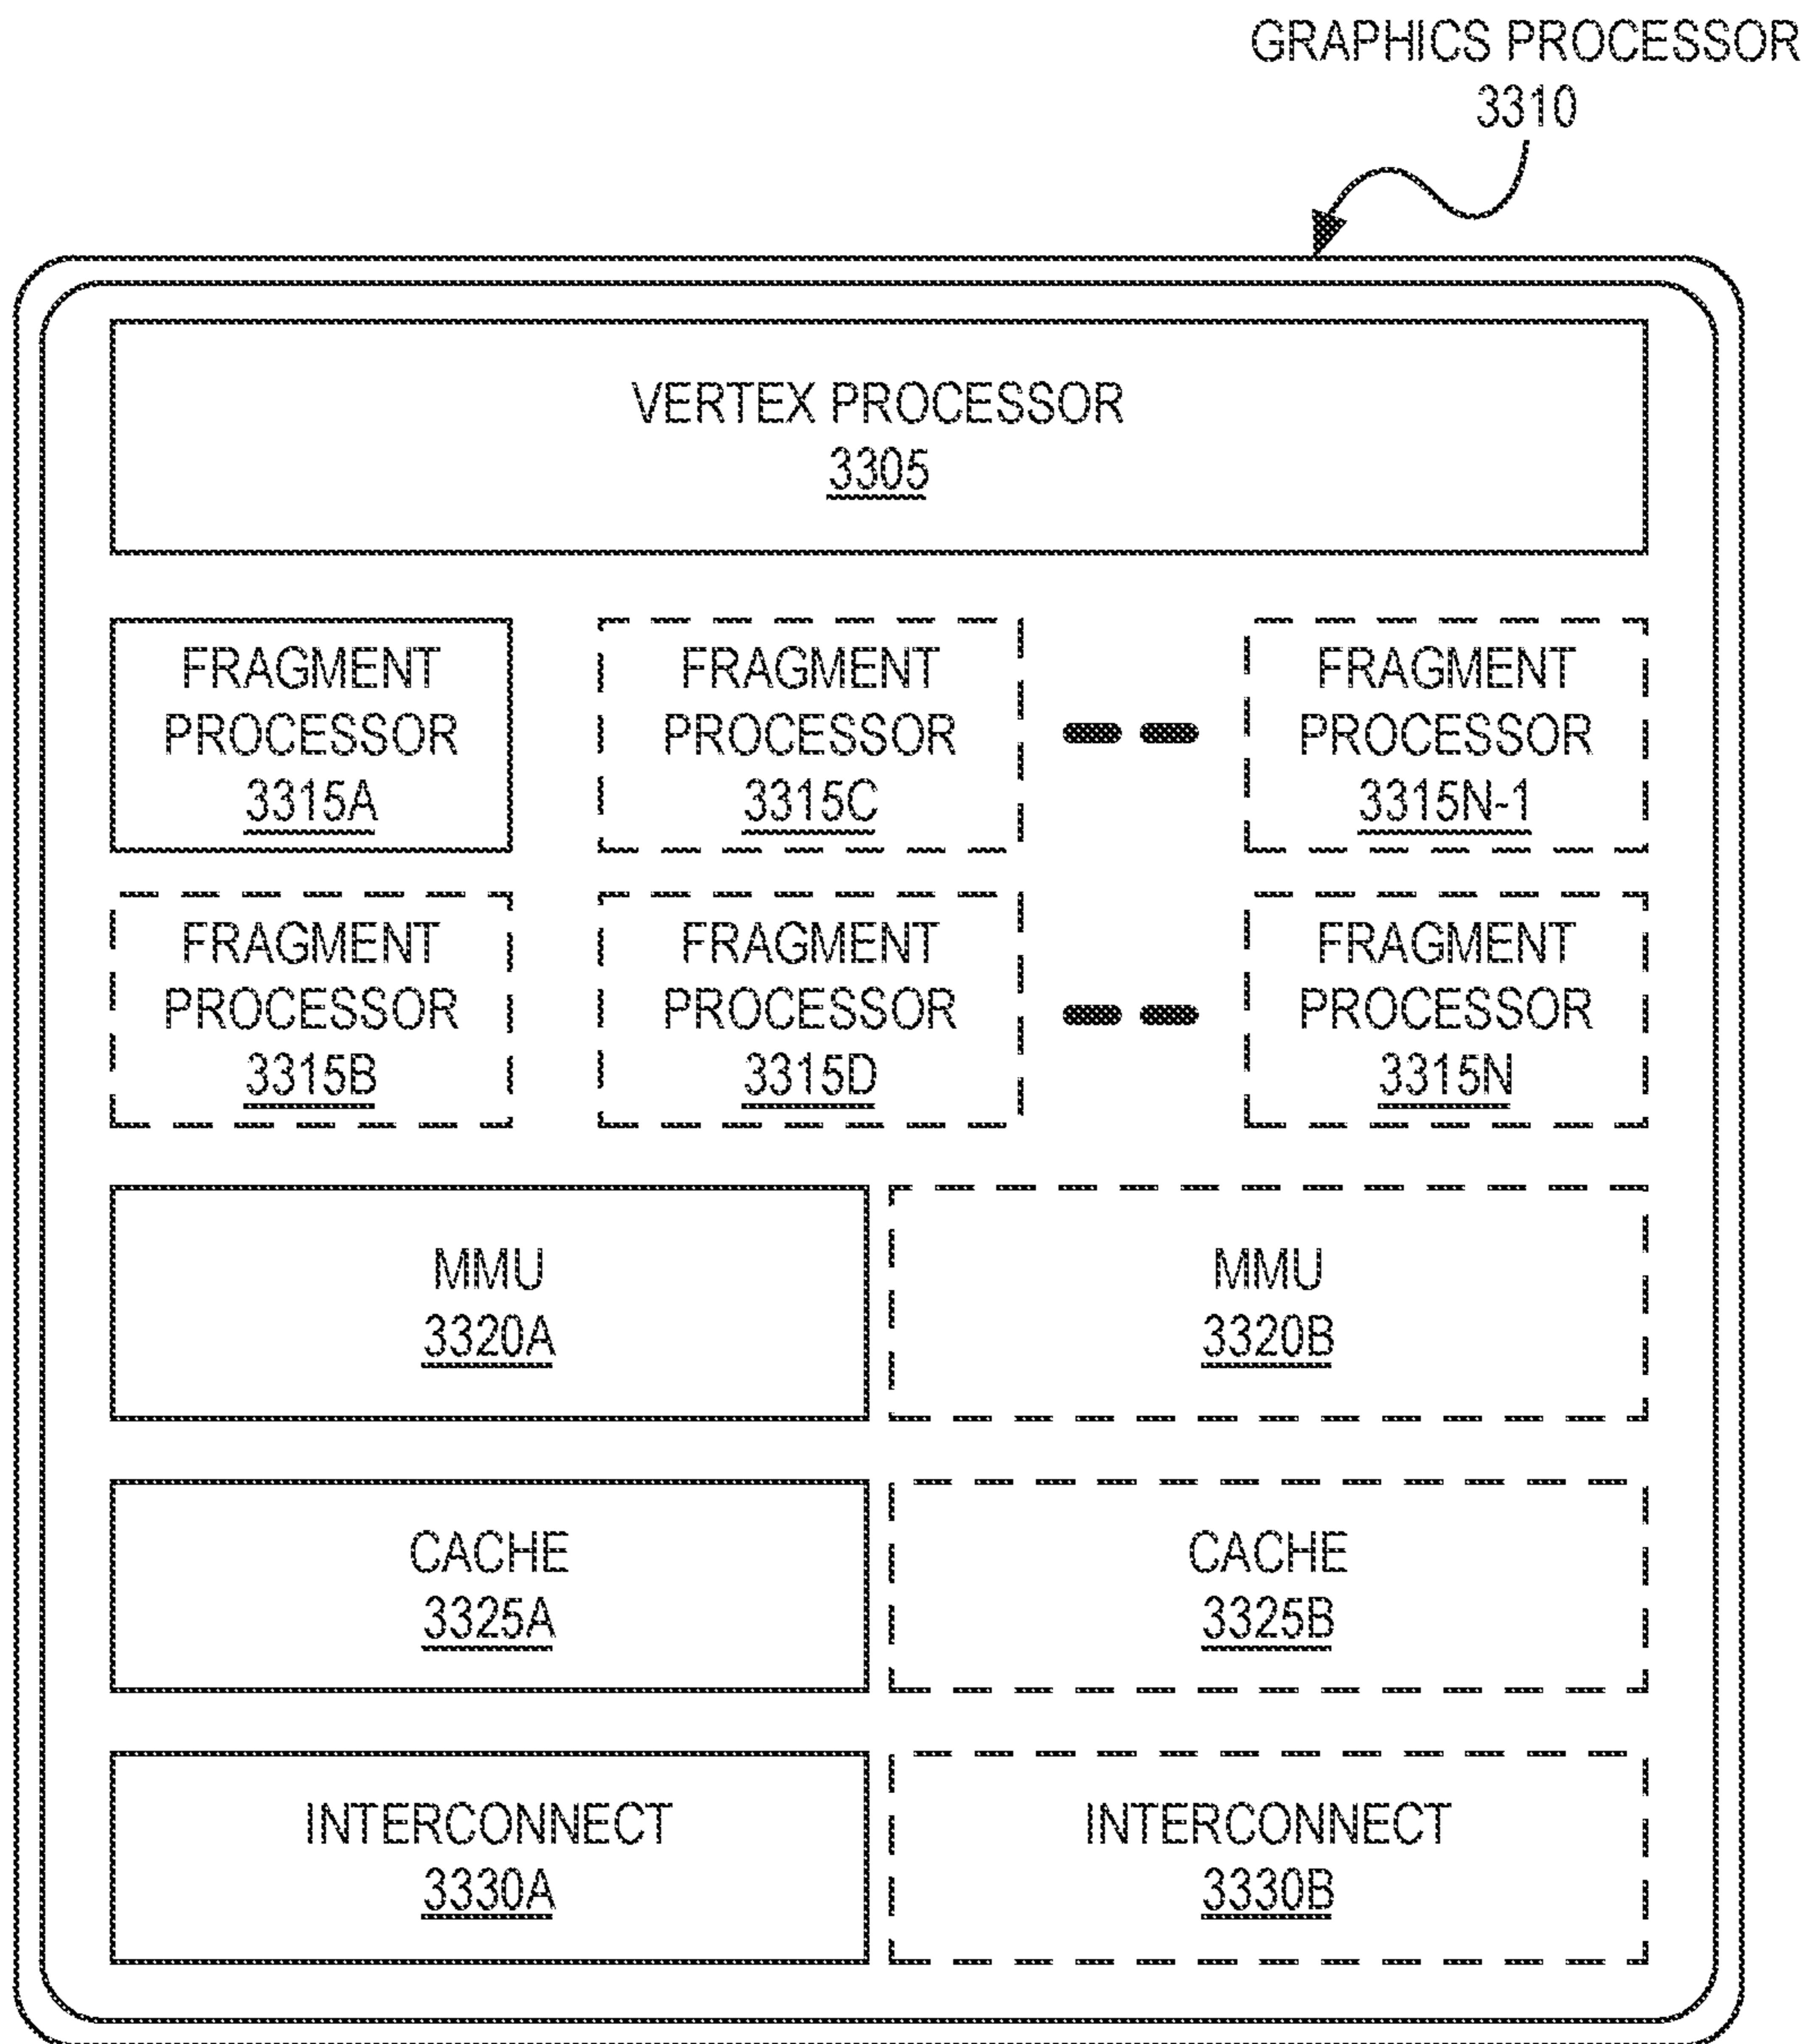 GRAPHICS PROCESSOR
3310
VERTEX PROCESSOR
3305
FRAGMENT
PROCESSOR
3315A
FRAGMENT
PROCESSOR
3315C
FRAGMENT
PROCESSOR
3315N-1
FRAGMENT
PROCESSOR
3315B
FRAGMENT
PROCESSOR
3315D
FRAGMENT
PROCESSOR
3315N
MMU
3320A
MMU
3320B
CACHE
3325A
CACHE
3325B
INTERCONNECT
3330A
INTERCONNECT
3330B